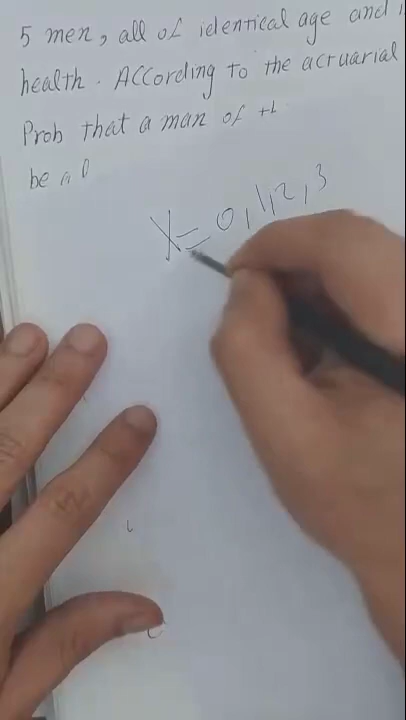 5 men, all of identical age and
health. According to the actuarial
Prob that a man of
be
X = 0, 1, 2, 3